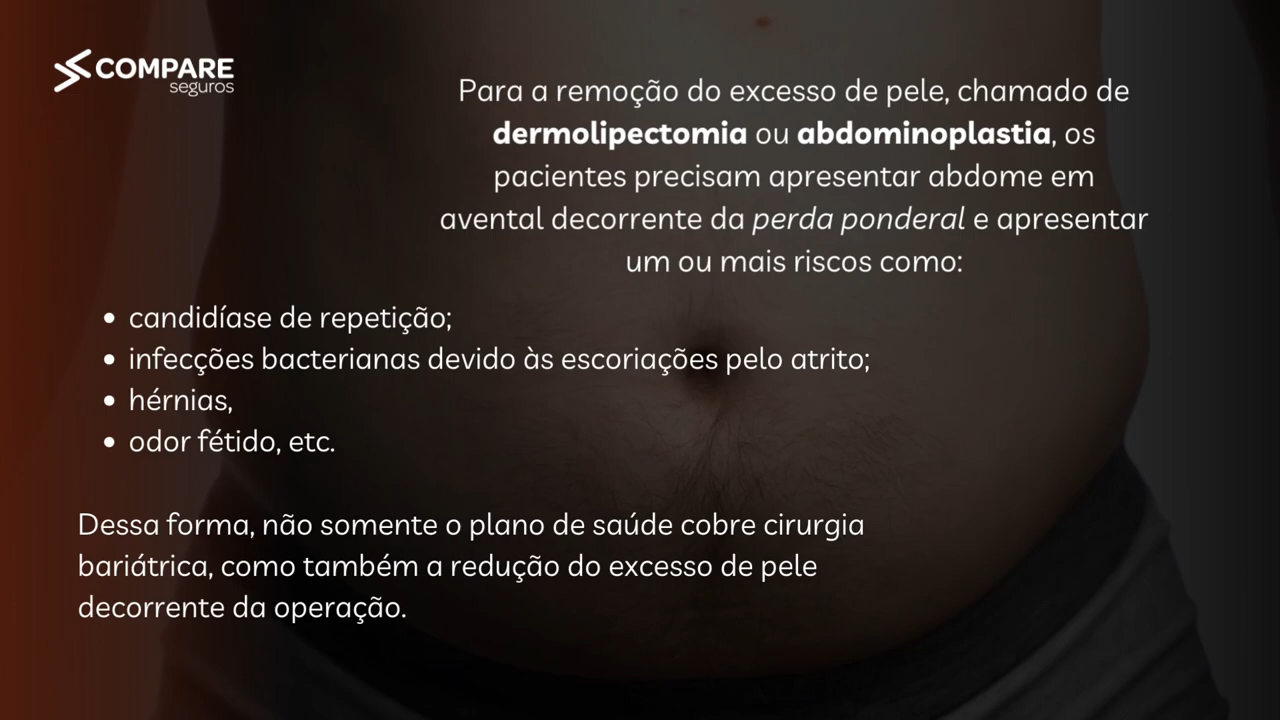 COMPARE
seguros
Para a remoção do excesso de pele, chamado de
dermolipectomia ou abdominoplastia, os
pacientes precisam apresentar abdome em
avental decorrente da perda ponderal e apresentar
um ou mais riscos como:
• candidíase de repetição;
• infecções bacterianas devido às escoriações pelo atrito;
• hérnias,
• odor fétido, etc.
Dessa forma, não somente o plano de saúde cobre cirurgia
bariátrica, como também a redução do excesso de pele
decorrente da operação.